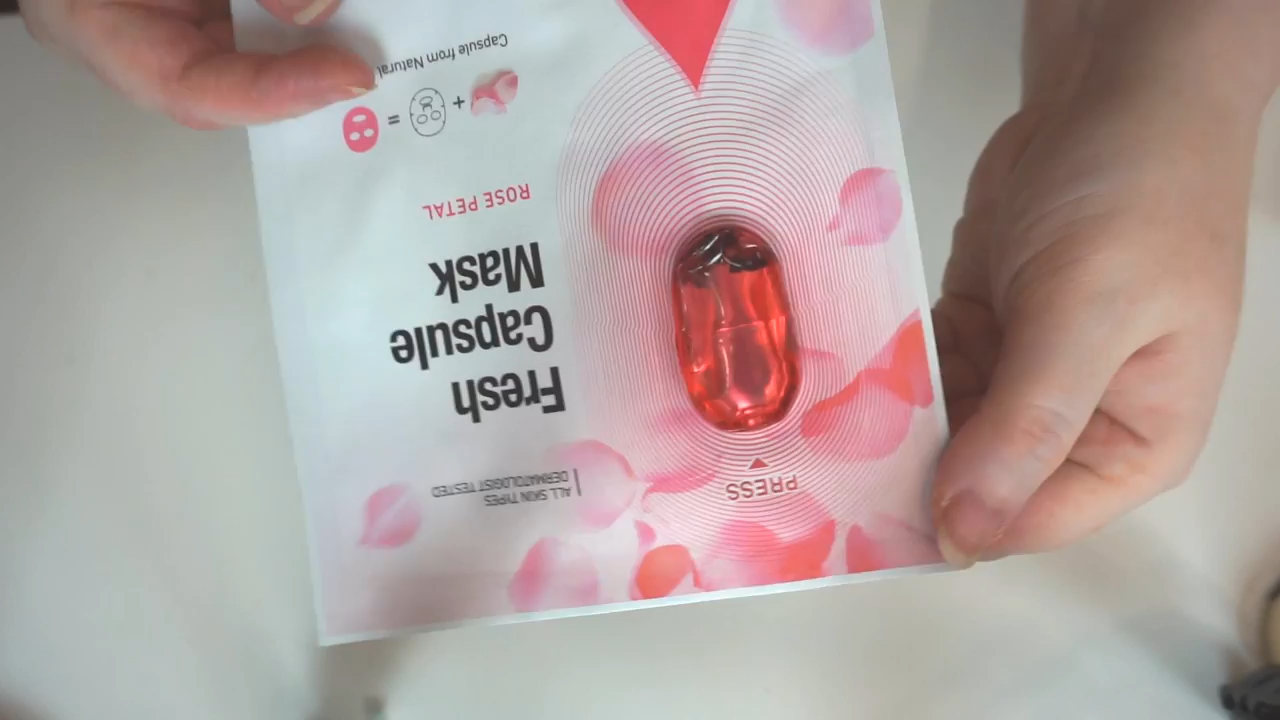 ALL SKIN TYPES
DERMATOLOGIST TESTED
PRESS
Fresh
Capsule
Mask
ROSE PETAL
+ =
Capsule from Natural